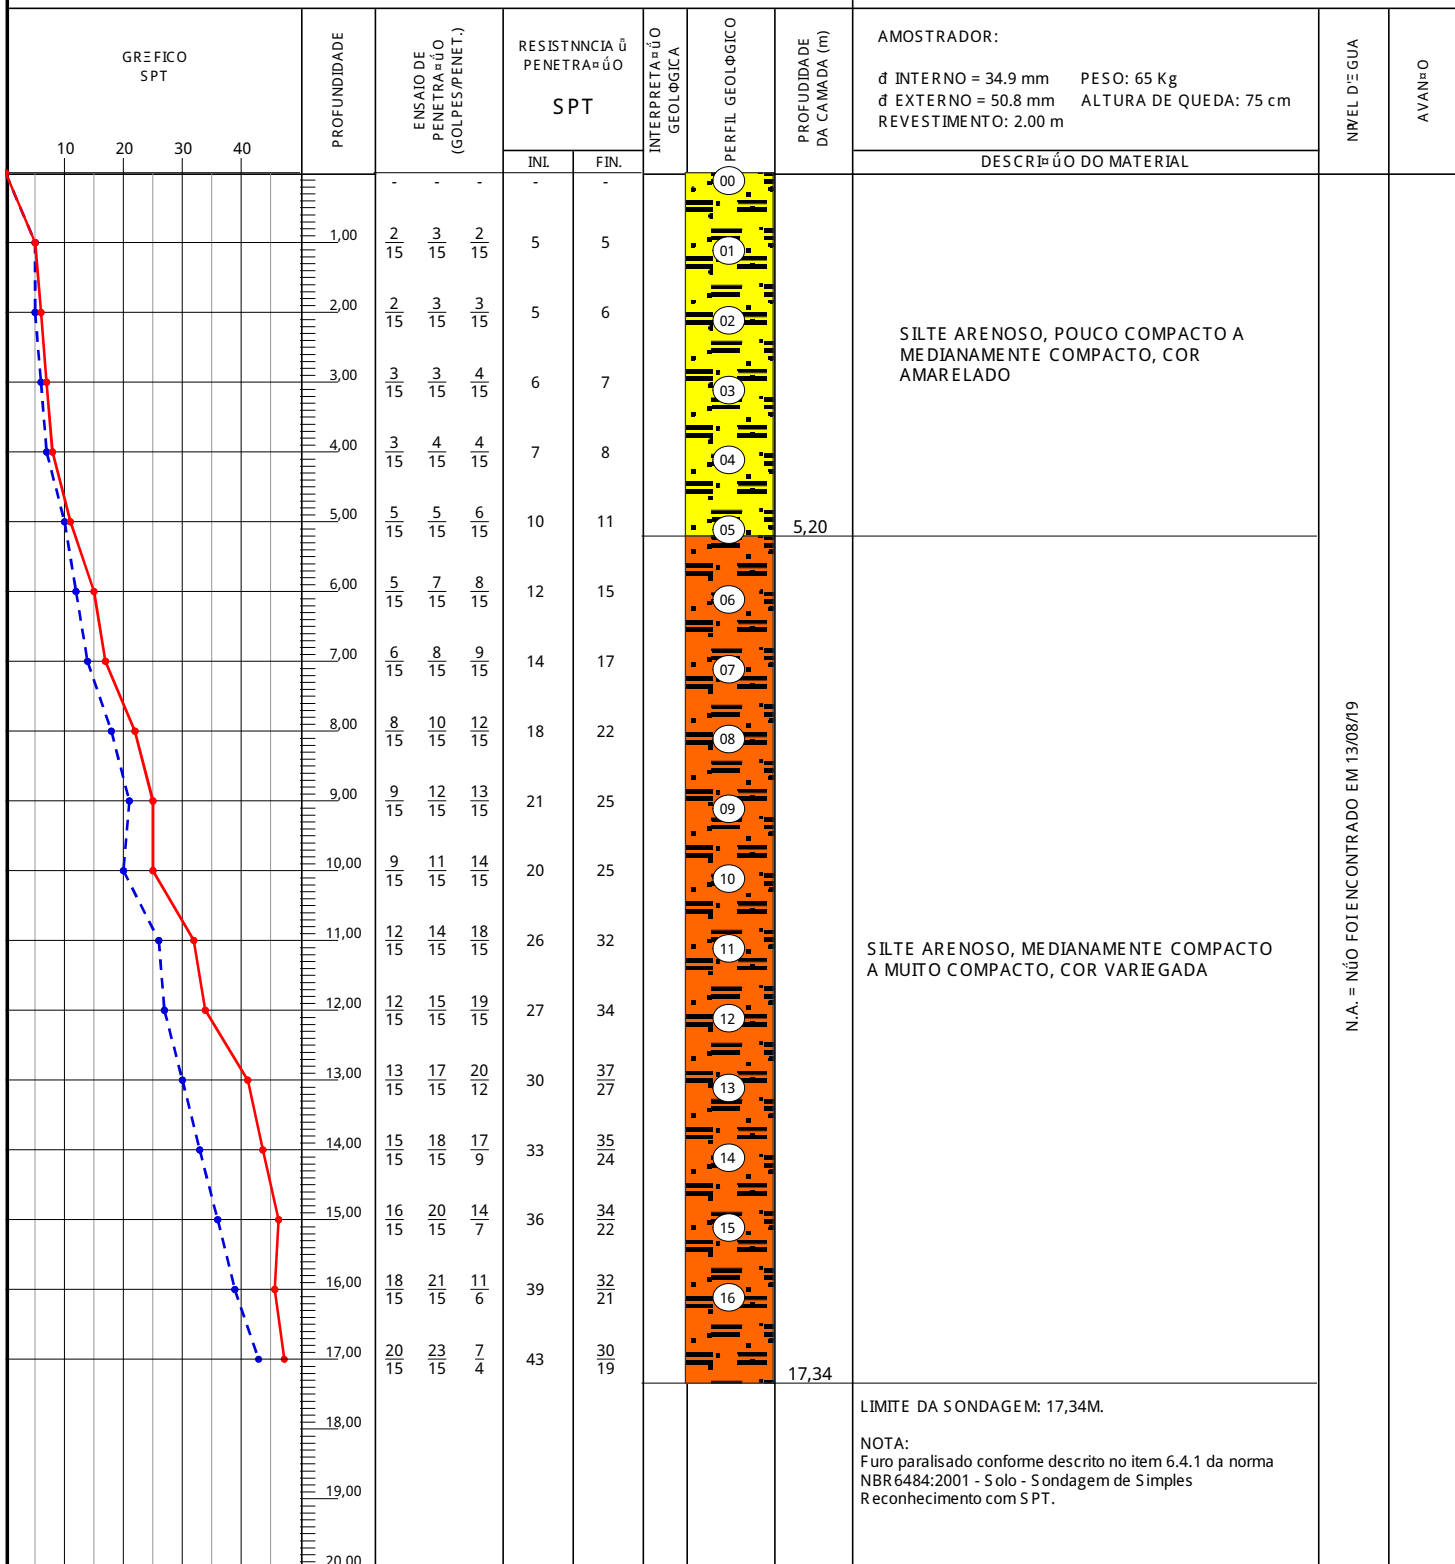 GRΞFICO
SPT
10 20 30 40
PROFUNDIDADE
ENSAIO DE
PENETRA¤űO
(GOLPES/PENET.)
RESISTNNCIA ű
PENETRA¤űO
SPT
INI. FIN.
INTERPRETA¤űO
GEOLΦGICA
PERFIL GEOLΦGICO
PROFUDIDADE
DA CAMADA (m)
AMOSTRADOR:
đ INTERNO = 34.9 mm PESO: 65 Kg
đ EXTERNO = 50.8 mm ALTURA DE QUEDA: 75 cm
REVESTIMENTO: 2.00 m
DESCRI¤űO DO MATERIAL
AVAN¤O
- - - - - 00
1,00 2/15 3/15 2/15 5 5 01
2,00 2/15 3/15 3/15 5 6 02
3,00 3/15 3/15 4/15 6 7 03
4,00 3/15 4/15 4/15 7 8 04
5,00 5/15 5/15 6/15 10 11 05 5,20
6,00 5/15 7/15 8/15 12 15 06
7,00 6/15 8/15 9/15 14 17 07
8,00 8/15 10/15 12/15 18 22 08
9,00 9/15 12/15 13/15 21 25 09
10,00 9/15 11/15 14/15 20 25 10
11,00 12/15 14/15 18/15 26 32 11
12,00 12/15 15/15 19/15 27 34 12
13,00 13/15 17/15 20/12 30 37/27 13
14,00 15/15 18/15 17/9 33 35/24 14
15,00 16/15 20/15 14/7 36 34/22 15
16,00 18/15 21/15 11/6 39 32/21 16
17,00 20/15 23/15 7/4 43 30/19 17,34
18,00
19,00
20,00
SILTE ARENOSO, POUCO COMPACTO A
MEDIANAMENTE COMPACTO, COR
AMARELADO
SILTE ARENOSO, MEDIANAMENTE COMPACTO
A MUITO COMPACTO, COR VARIEGADA
N.A. = NűO FOI ENCONTRADO EM 13/08/19
LIMITE DA SONDAGEM: 17,34M.
NOTA:
Furo paralisado conforme descrito no item 6.4.1 da norma
NBR6484:2001 - Solo - Sondagem de Simples
Reconhecimento com SPT.